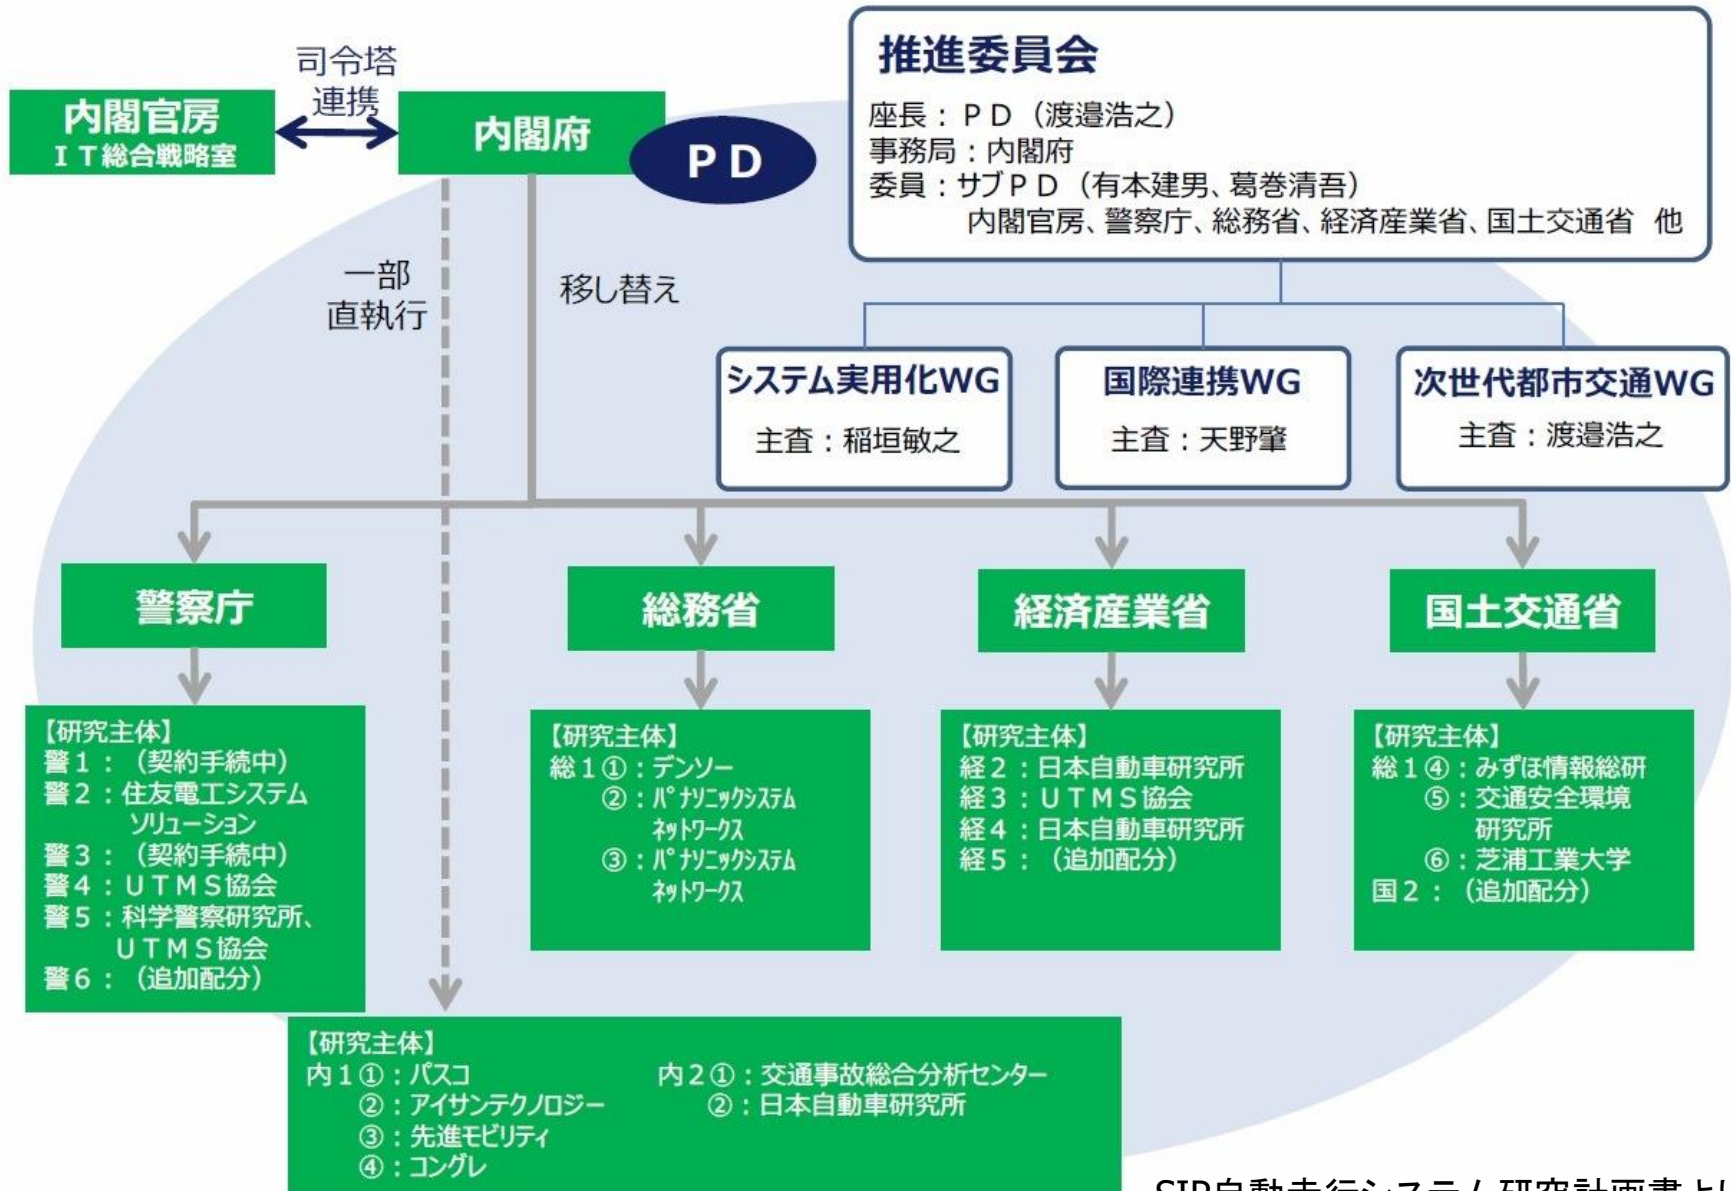 司令塔
連携
内閣官房
ＩＴ総合戦略室
内閣府
ＰＤ
推進委員会
座長：ＰＤ（渡邉浩之）
事務局：内閣府
委員：サブＰＤ（有本建男、葛巻清吾）
内閣官房、警察庁、総務省、経済産業省、国土交通省 他
一部
直執行
移し替え
システム実用化WG
主査：稲垣敏之
国際連携WG
主査：天野肇
次世代都市交通WG
主査：渡邉浩之
警察庁
総務省
経済産業省
国土交通省
【研究主体】
警１：（契約手続中）
警２：住友電工システム
ソリューション
警３：（契約手続中）
警４：ＵＴＭＳ協会
警５：科学警察研究所、
ＵＴＭＳ協会
警６：（追加配分）
【研究主体】
総１①：デンソー
②：ﾊﾟﾅｿﾆｯｸｼｽﾃﾑ
ﾈｯﾄﾜｰｸｽ
③：ﾊﾟﾅｿﾆｯｸｼｽﾃﾑ
ﾈｯﾄﾜｰｸｽ
【研究主体】
経２：日本自動車研究所
経３：ＵＴＭＳ協会
経４：日本自動車研究所
経５：（追加配分）
【研究主体】
総１④：みずほ情報総研
⑤：交通安全環境
研究所
⑥：芝浦工業大学
国２：（追加配分）
【研究主体】
内１①：パスコ
②：アイサンテクノロジー
③：先進モビリティ
④：コングレ
内２①：交通事故総合分析センター
②：日本自動車研究所
SIP自動走行システム研究計画書より